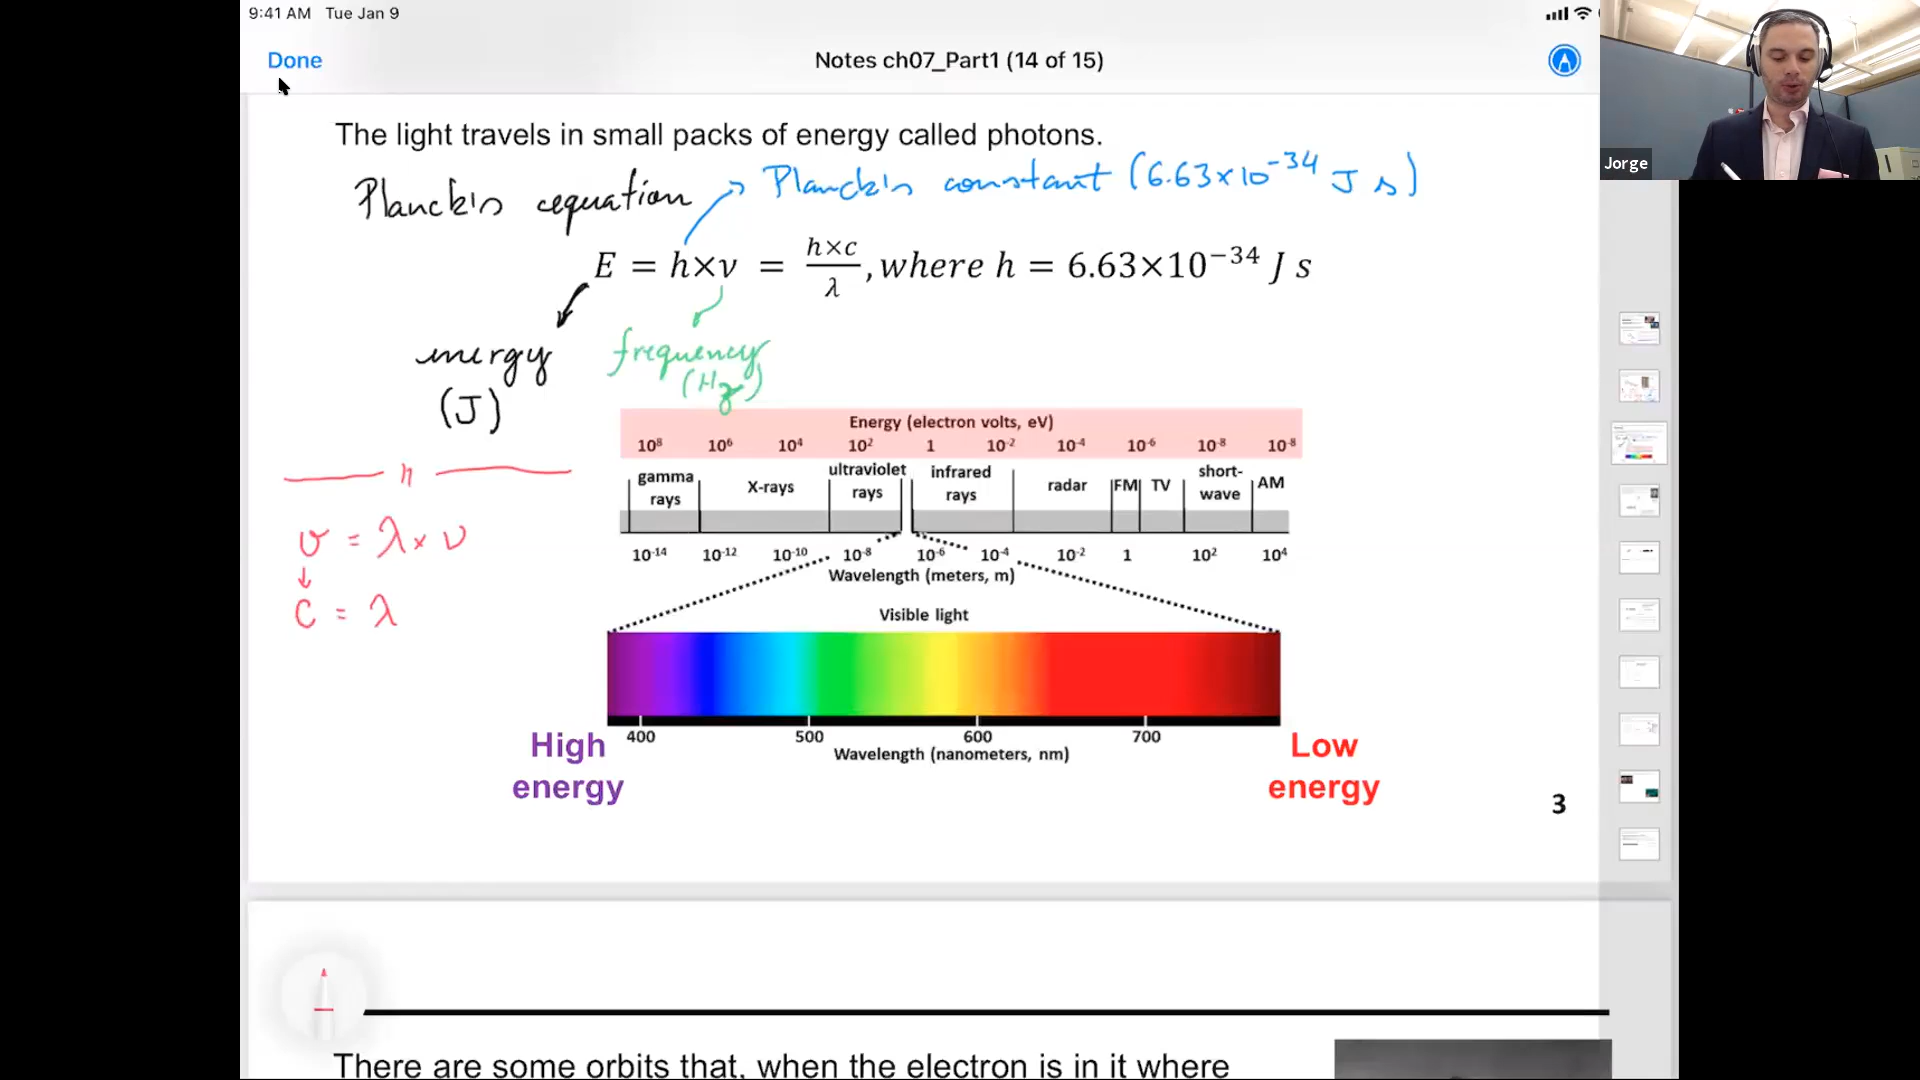 9:41 AM Tue Jan 9
Done
Notes ch07_Part1 (14 of 15)
Jorge
The light travels in small packs of energy called photons.
Planck's equation
Planck's constant (6.63×10⁻³⁴ J s)
E = h×ν = h×c/λ, where h = 6.63×10⁻³⁴ J s
energy
(J)
frequency
(Hz)
Energy (electron volts, eV)
10⁸ 10⁶ 10⁴ 10² 1 10⁻² 10⁻⁴ 10⁻⁶ 10⁻⁸ 10⁻⁸
gamma rays X-rays ultraviolet rays infrared rays radar FM TV short-wave AM
10⁻¹⁴ 10⁻¹² 10⁻¹⁰ 10⁻⁸ 10⁻⁶ 10⁻⁴ 10⁻² 1 10² 10⁴
Wavelength (meters, m)
υ = λ × ν
↓
C = λ
Visible light
400 500 600 700
Wavelength (nanometers, nm)
High
energy
Low
energy
3
There are some orbits that, when the electron is in it where